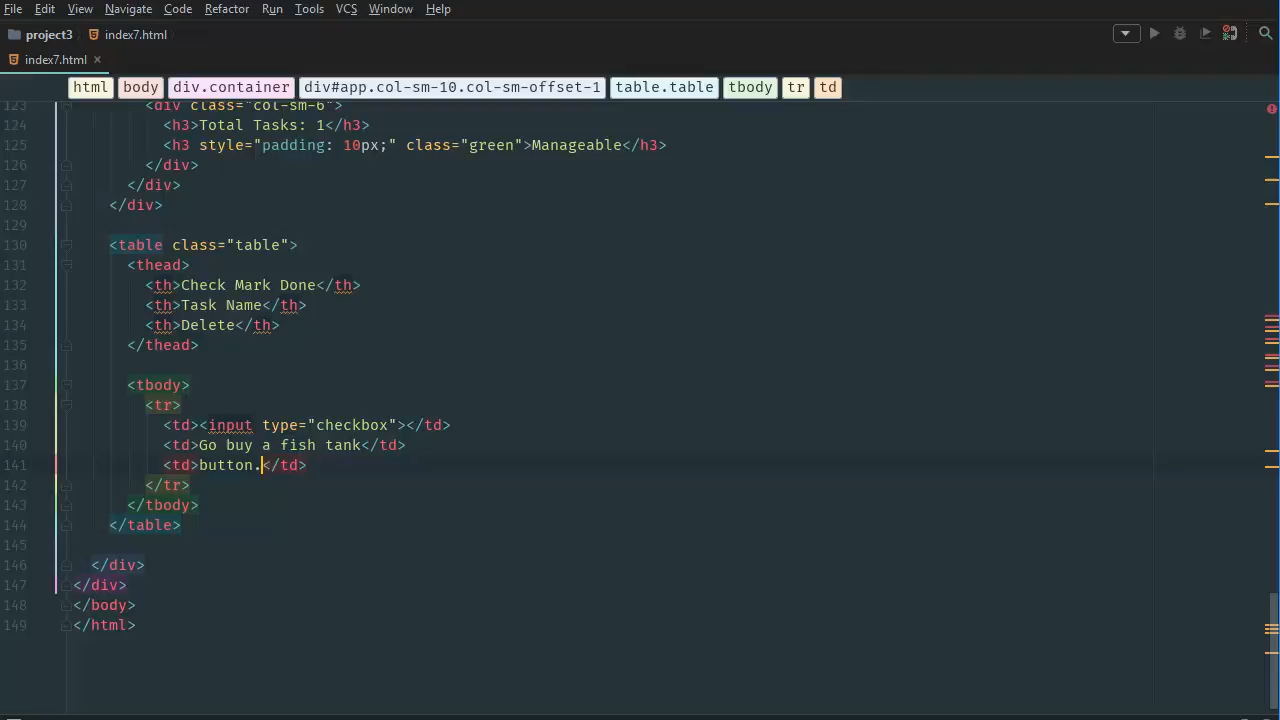 File Edit View Navigate Code Refactor Run Tools VCS Window Help
project3 index7.html
index7.html ×
html body div.container div#app.col-sm-10.col-sm-offset-1 table.table tbody tr td
123 <div class="col-sm-6">
124 <h3>Total Tasks: 1</h3>
125 <h3 style="padding: 10px;" class="green">Manageable</h3>
126 </div>
127 </div>
128 </div>
129
130 <table class="table">
131 <thead>
132 <th>Check Mark Done</th>
133 <th>Task Name</th>
134 <th>Delete</th>
135 </thead>
136
137 <tbody>
138 <tr>
139 <td><input type="checkbox"></td>
140 <td>Go buy a fish tank</td>
141 <td>button.</td>
142 </tr>
143 </tbody>
144 </table>
145
146 </div>
147 </div>
148 </body>
149 </html>